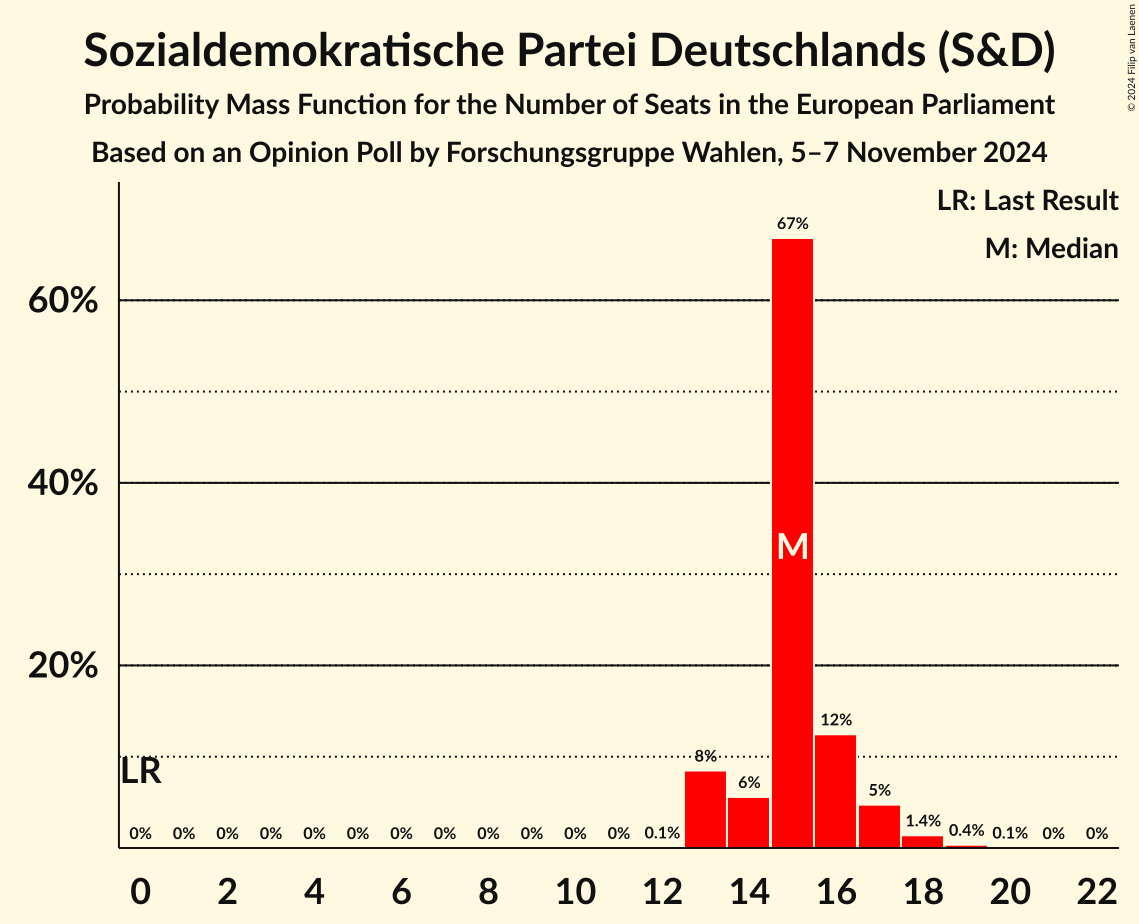 Sozialdemokratische Partei Deutschlands (S&D)
Probability Mass Function for the Number of Seats in the European Parliament
Based on an Opinion Poll by Forschungsgruppe Wahlen, 5–7 November 2024
© 2024 Filip van Laenen
LR: Last Result
M: Median
67%
60%
40%
M
20%
12%
8%
LR
6%
5%
1.4%
0.4%
0% 0% 0% 0% 0% 0% 0% 0% 0% 0% 0% 0% 0.1% 0.1% 0% 0%
0 2 4 6 8 10 12 14 16 18 20 22